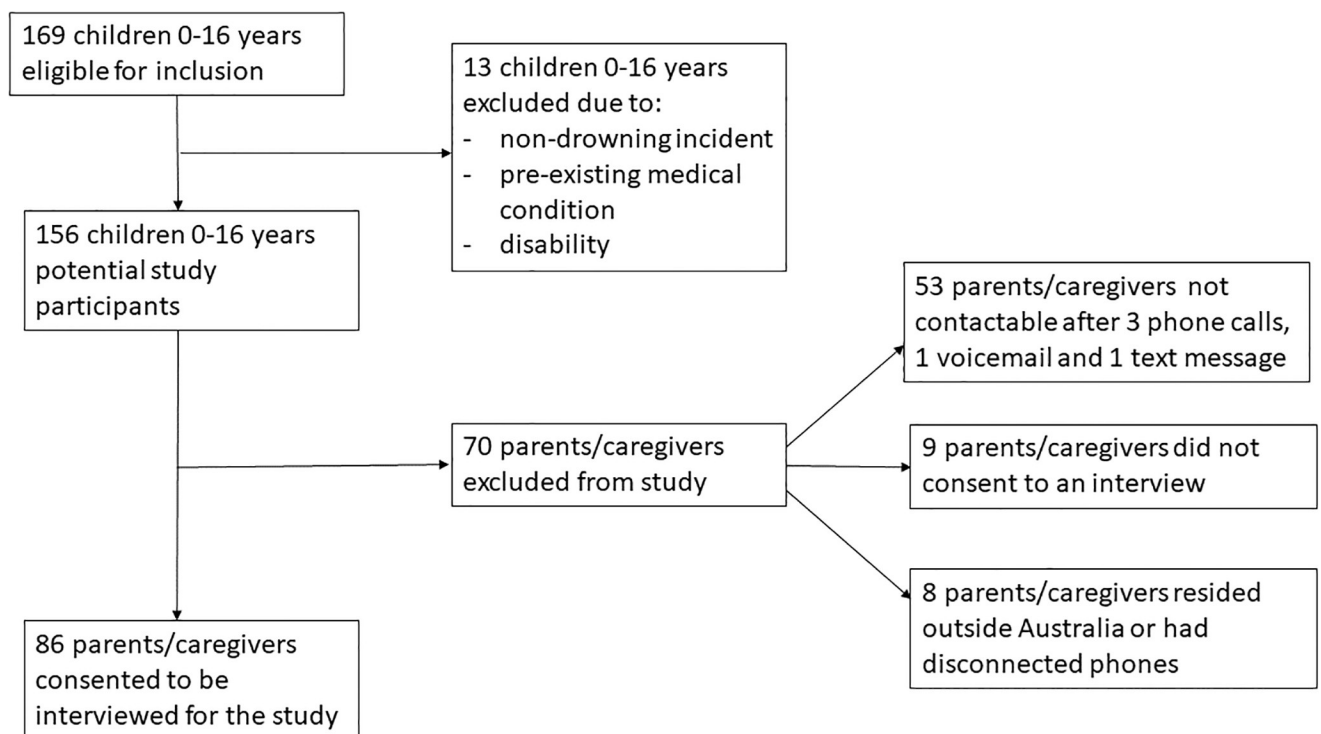 169 children 0-16 years
eligible for inclusion
13 children 0-16 years
excluded due to:
- non-drowning incident
- pre-existing medical
condition
- disability
156 children 0-16 years
potential study
participants
53 parents/caregivers not
contactable after 3 phone calls,
1 voicemail and 1 text message
70 parents/caregivers
excluded from study
9 parents/caregivers did not
consent to an interview
8 parents/caregivers resided
outside Australia or had
disconnected phones
86 parents/caregivers
consented to be
interviewed for the study